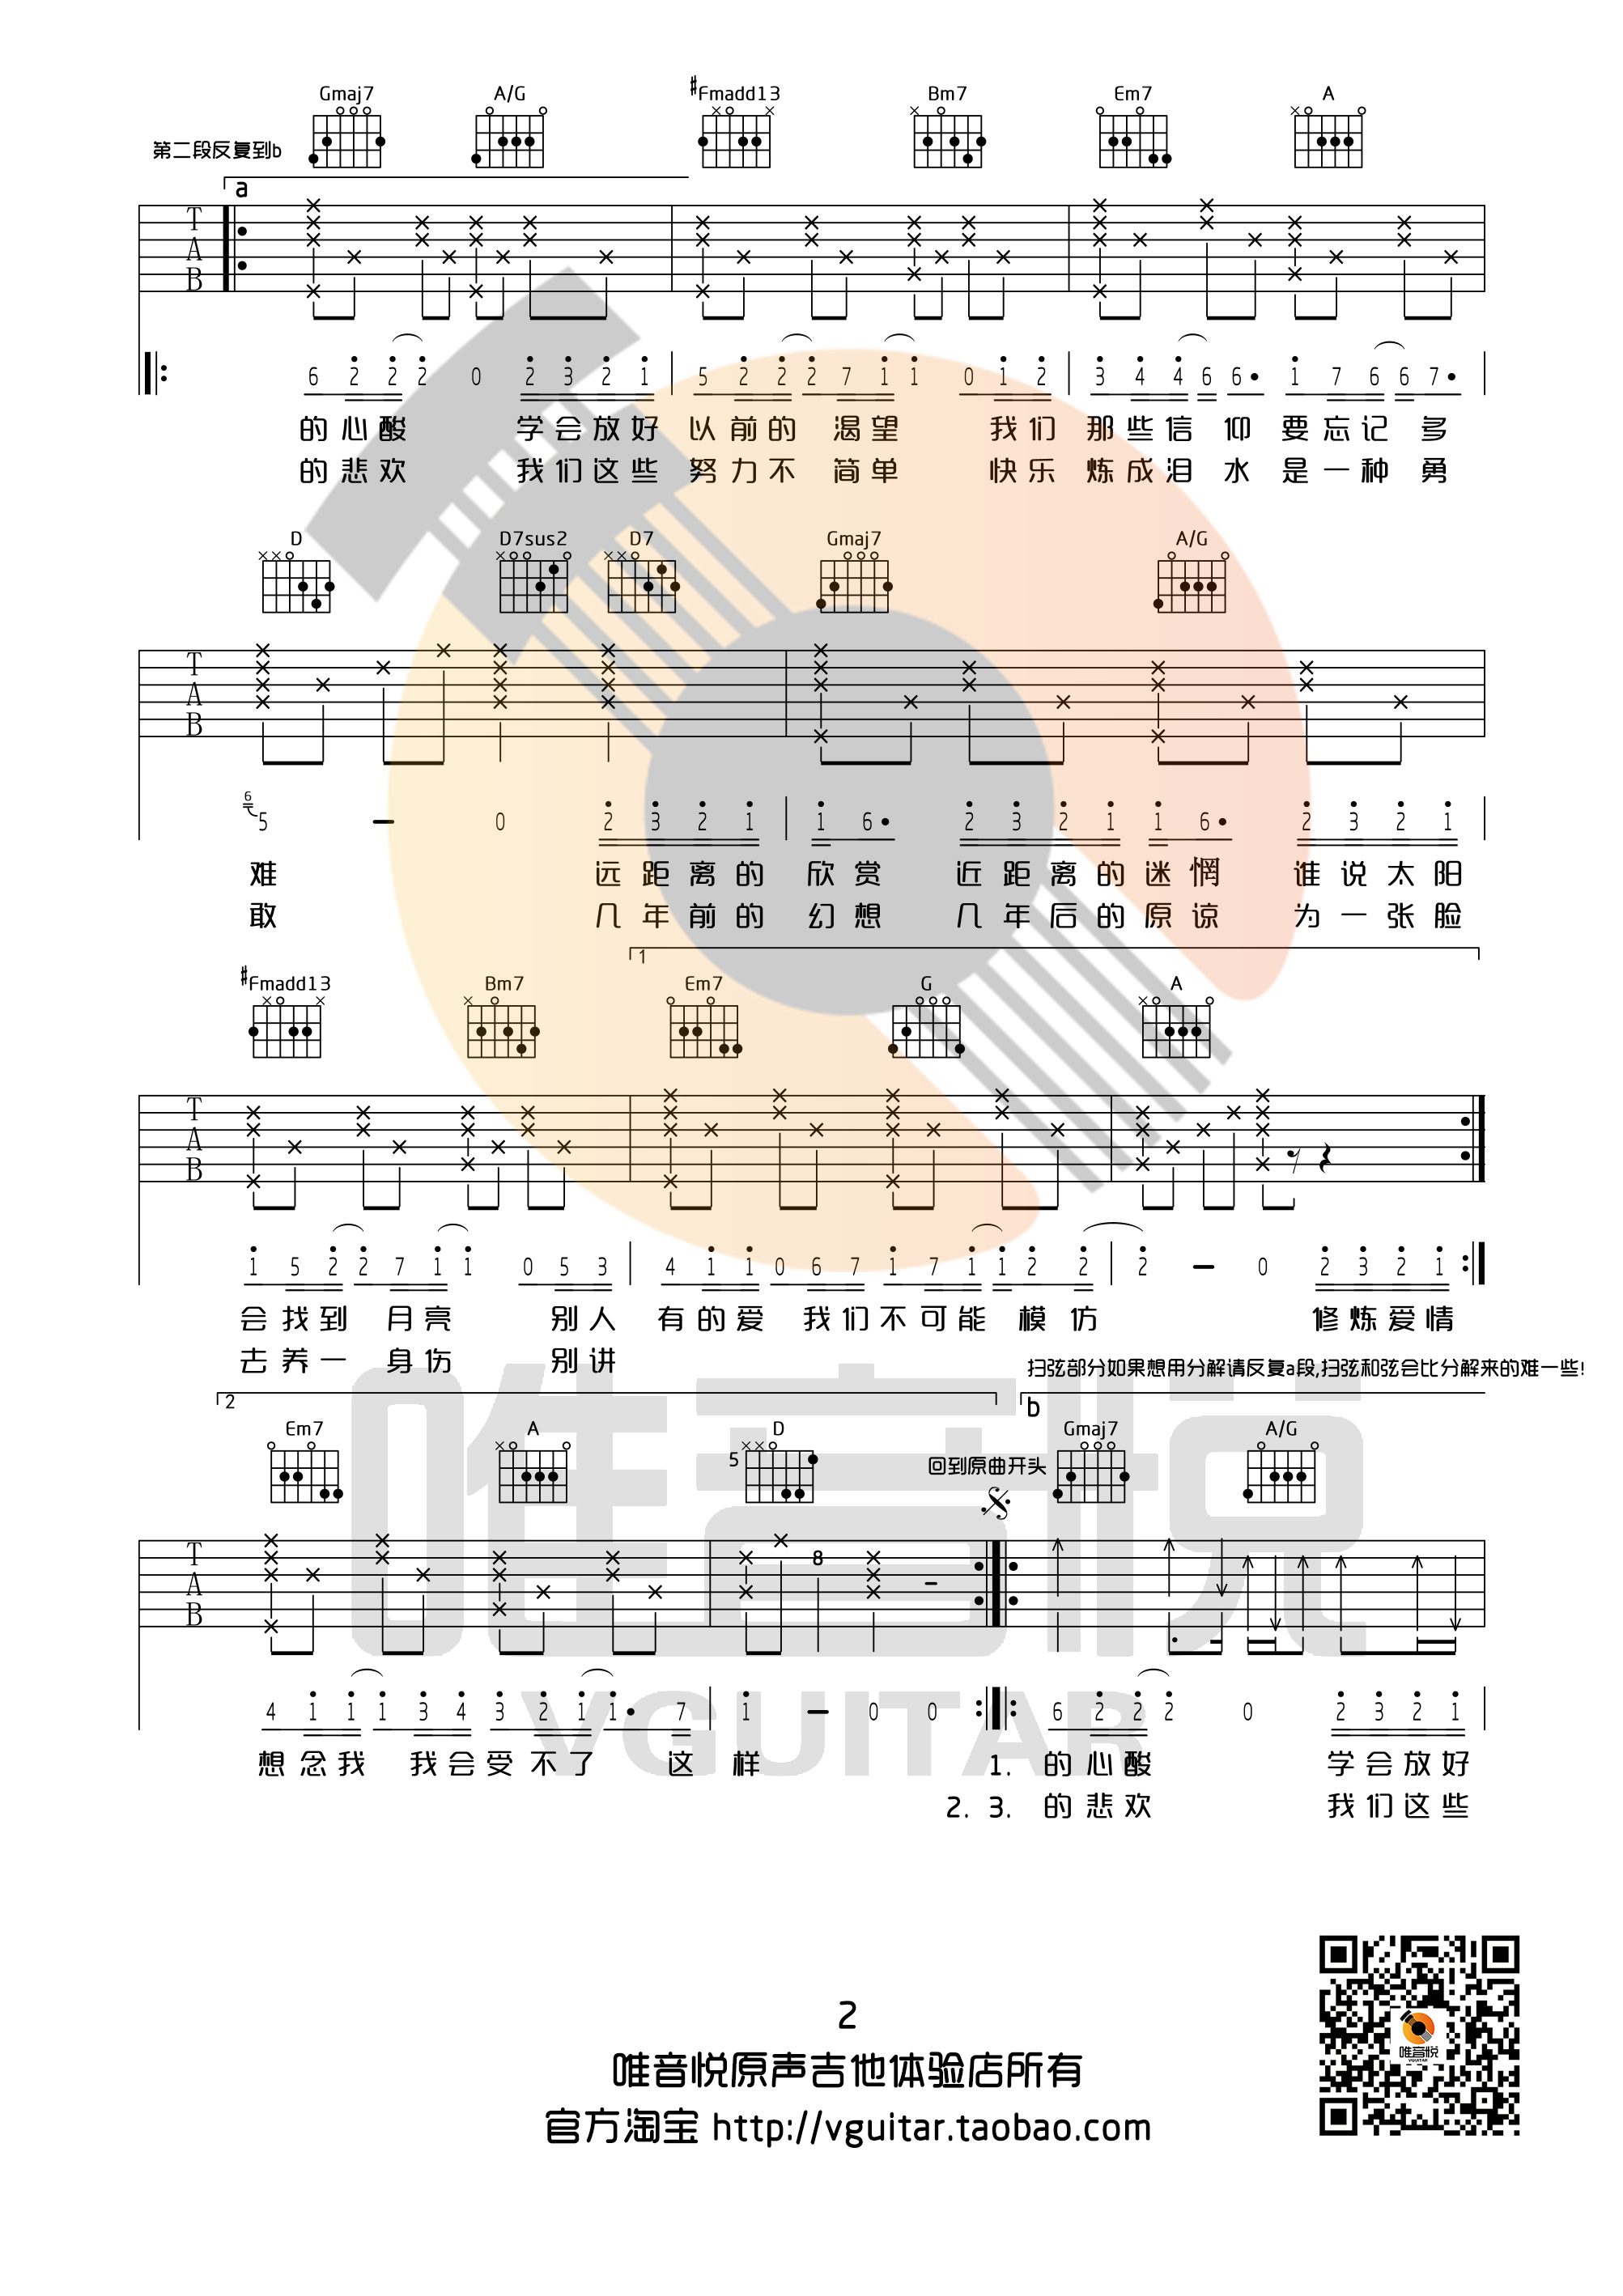 Gmaj7 A/G #Fmadd13 Bm7 Em7 A
第二段反复到b
a
T
A
B
6 2 2 2 0 2 3 2 1 5 2 2 2 7 1 1 0 1 2 3 4 4 6 6• 1 7 6 6 7•
的心酸 学会放好 以前的 渴望 我们 那些信 仰 要忘记 多
的悲欢 我们这些 努力不 简单 快乐 炼成泪 水 是一种 勇
D D7sus2 D7 Gmaj7 A/G
T
A
B
6
5 – 0 2 3 2 1 1 6• 2 3 2 1 1 6• 2 3 2 1
难 远距离的 欣赏 近距离的迷惘 谁说太阳
敢 几年前的 幻想 几年后的原谅 为一张脸
1
#Fmadd13 Bm7 Em7 G A
T
A
B
1 5 2 2 7 1 1 0 5 3 4 1 1 0 6 7 1 7 1 1 2 2 2 – 0 2 3 2 1
会找到 月亮 别人 有的爱 我们不可能 模仿 修炼爱情
去养一 身伤 别讲
扫弦部分如果想用分解请反复a段,扫弦和弦会比分解来的难一些!
2 b
Em7 A D Gmaj7 A/G
5
回到原曲开头
T
A
B
8
4 1 1 1 3 4 3 2 1 1• 7 1 – 0 0 6 2 2 2 0 2 3 2 1
想念我 我会受不了 这 样 1. 的心酸 学会放好
2. 3. 的悲欢 我们这些
唯音悦
VGUITAR
2
唯音悦原声吉他体验店所有
官方淘宝 http://vguitar.taobao.com
唯音悦
VGUITAR